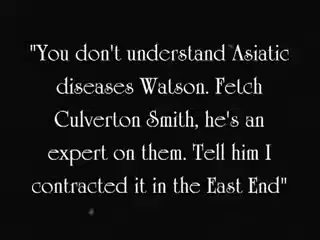 "You don't understand Asiatic
diseases Watson. Fetch
Culverton Smith, he's an
expert on them. Tell him I
contracted it in the East End"